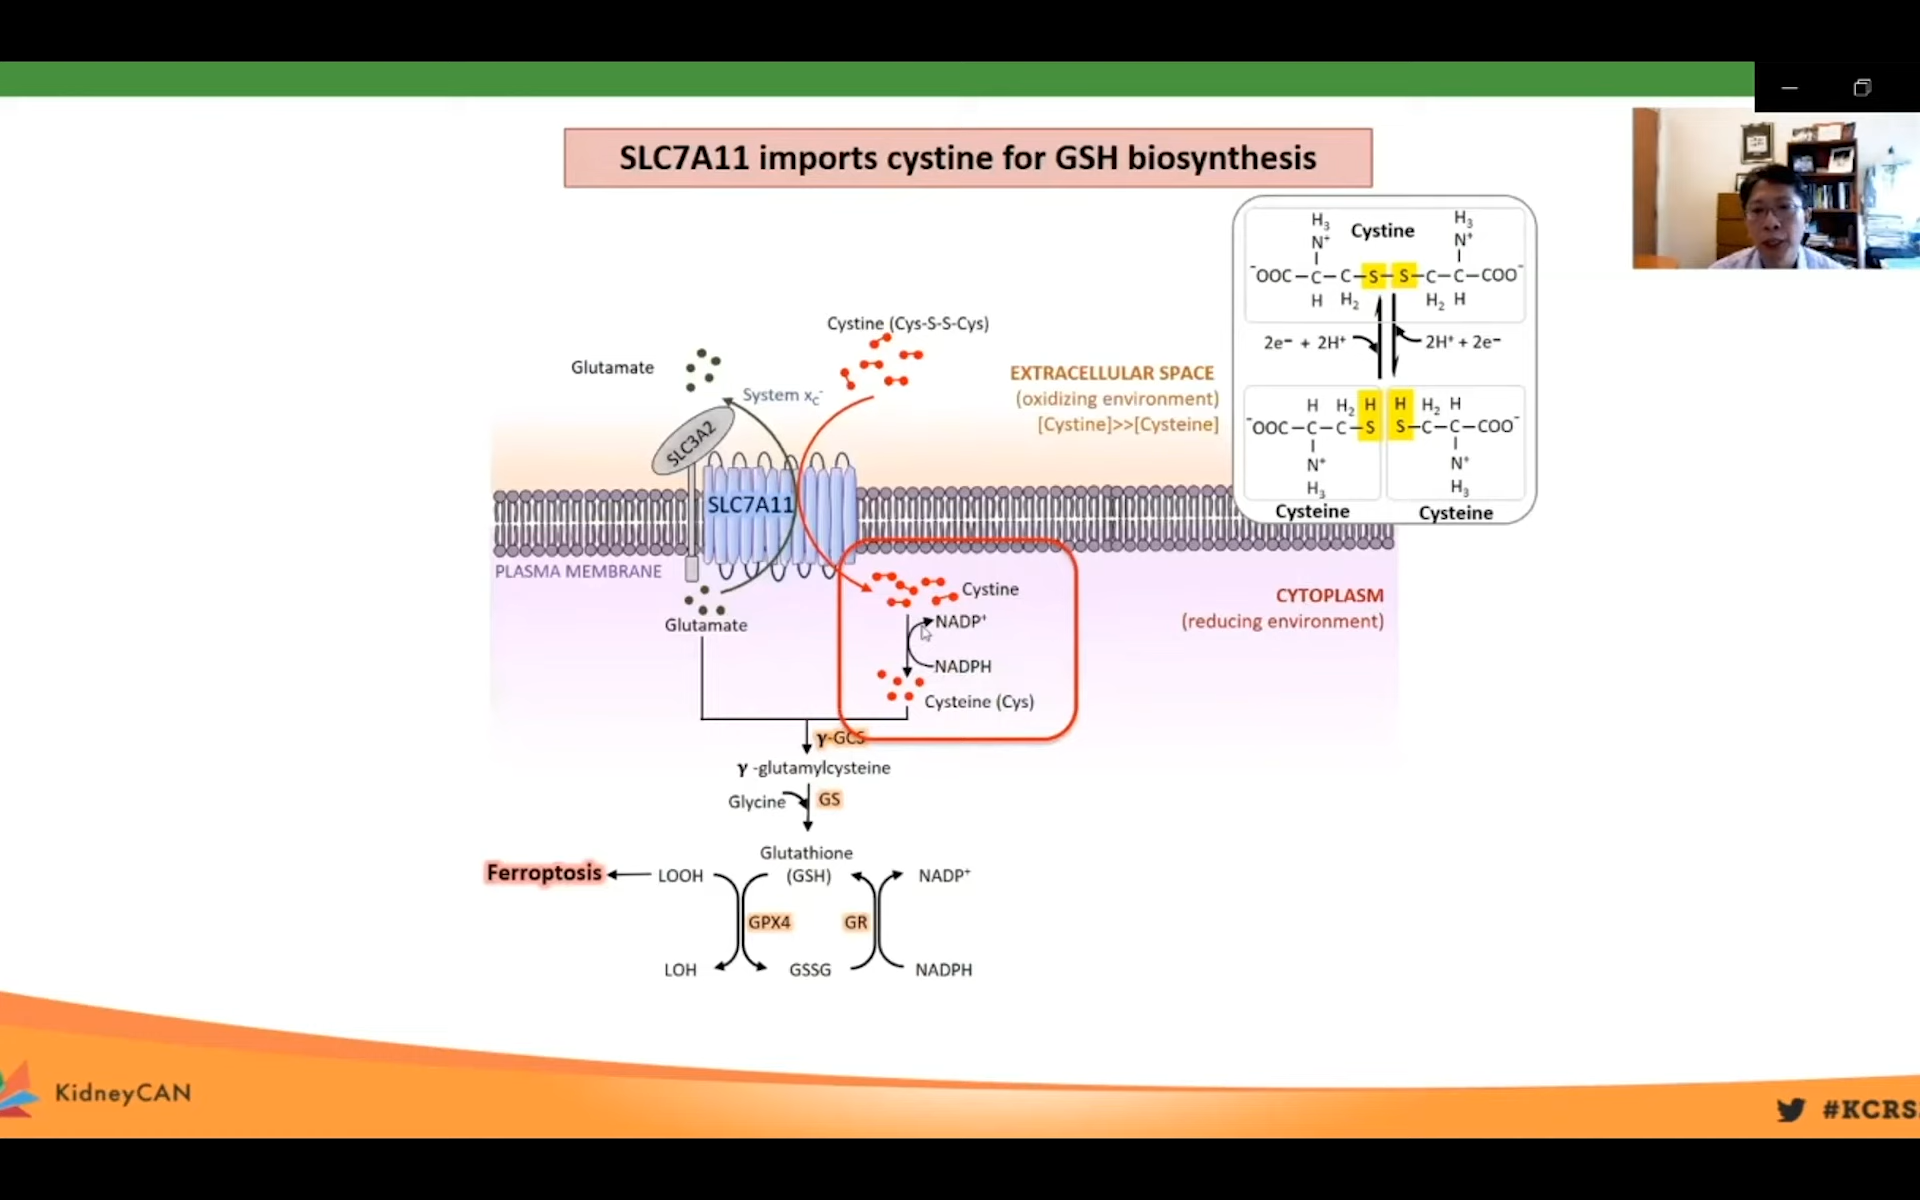 SLC7A11 imports cystine for GSH biosynthesis
H₃ Cystine H₃
N⁺ N⁺
⁻OOC–C–C–S–S–C–C–COO⁻
H H₂ H₂ H
2e⁻ + 2H⁺ 2H⁺ + 2e⁻
H H₂ H H H₂ H
⁻OOC–C–C–S S–C–C–COO⁻
N⁺ N⁺
H₃ H₃
Cysteine Cysteine
Cystine (Cys-S-S-Cys)
Glutamate
System x꜀⁻
EXTRACELLULAR SPACE
(oxidizing environment)
[Cystine]>>[Cysteine]
SLC3A2
SLC7A11
PLASMA MEMBRANE
Cystine
CYTOPLASM
(reducing environment)
NADP⁺
Glutamate
NADPH
Cysteine (Cys)
γ-GCS
γ -glutamylcysteine
Glycine GS
Glutathione
(GSH)
Ferroptosis LOOH NADP⁺
GPX4 GR
LOH GSSG NADPH
KidneyCAN